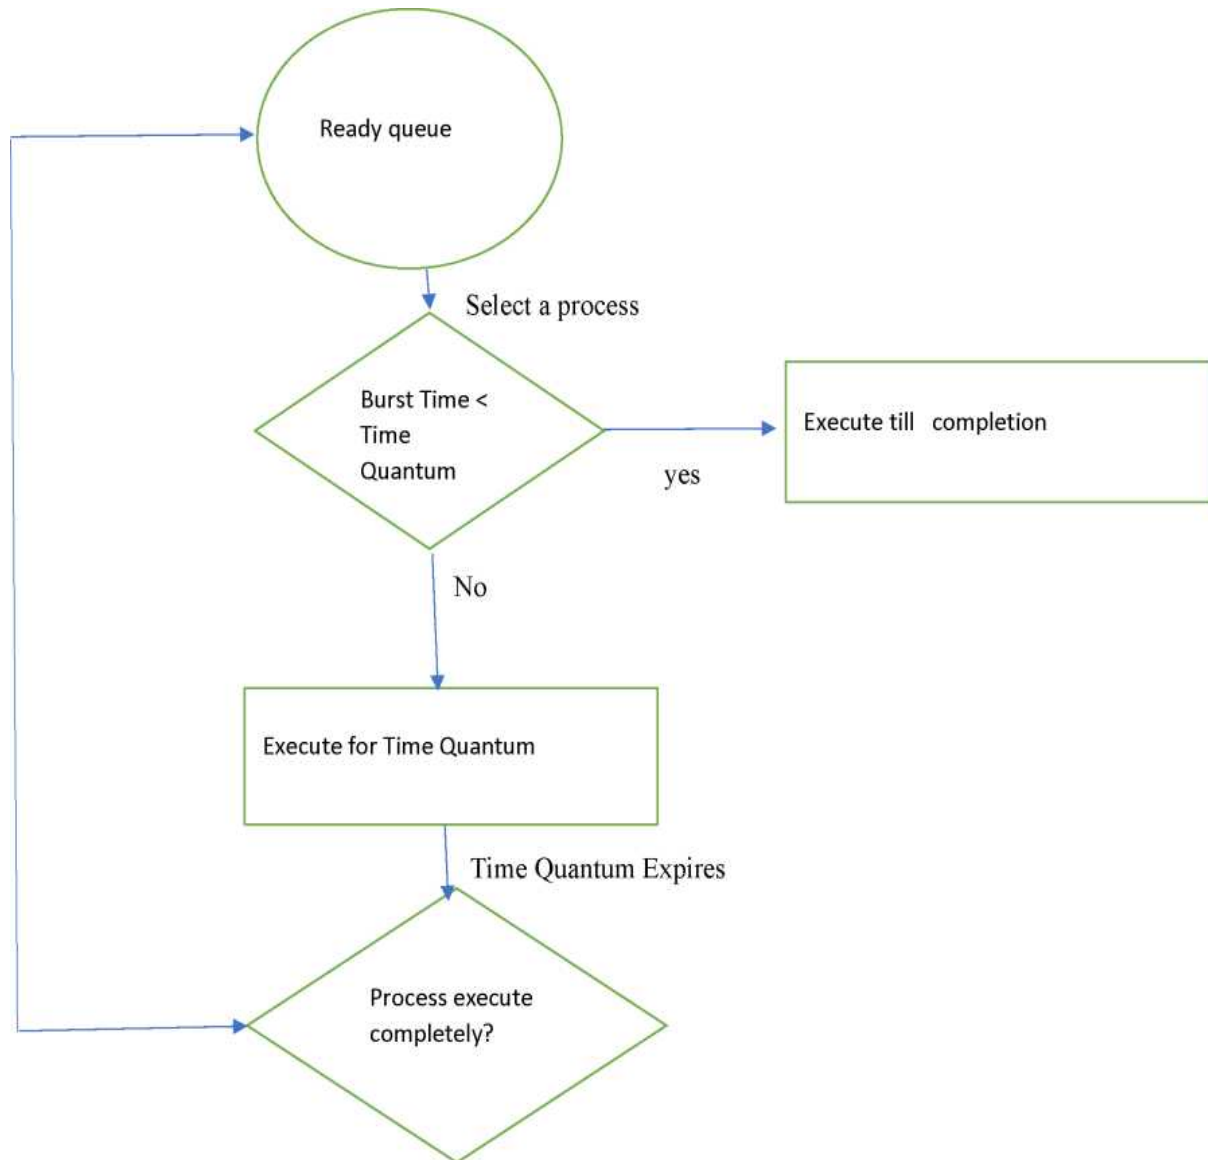 Ready queue
Select a process
Burst Time <
Time
Quantum
Execute till completion
yes
No
Execute for Time Quantum
Time Quantum Expires
Process execute
completely?